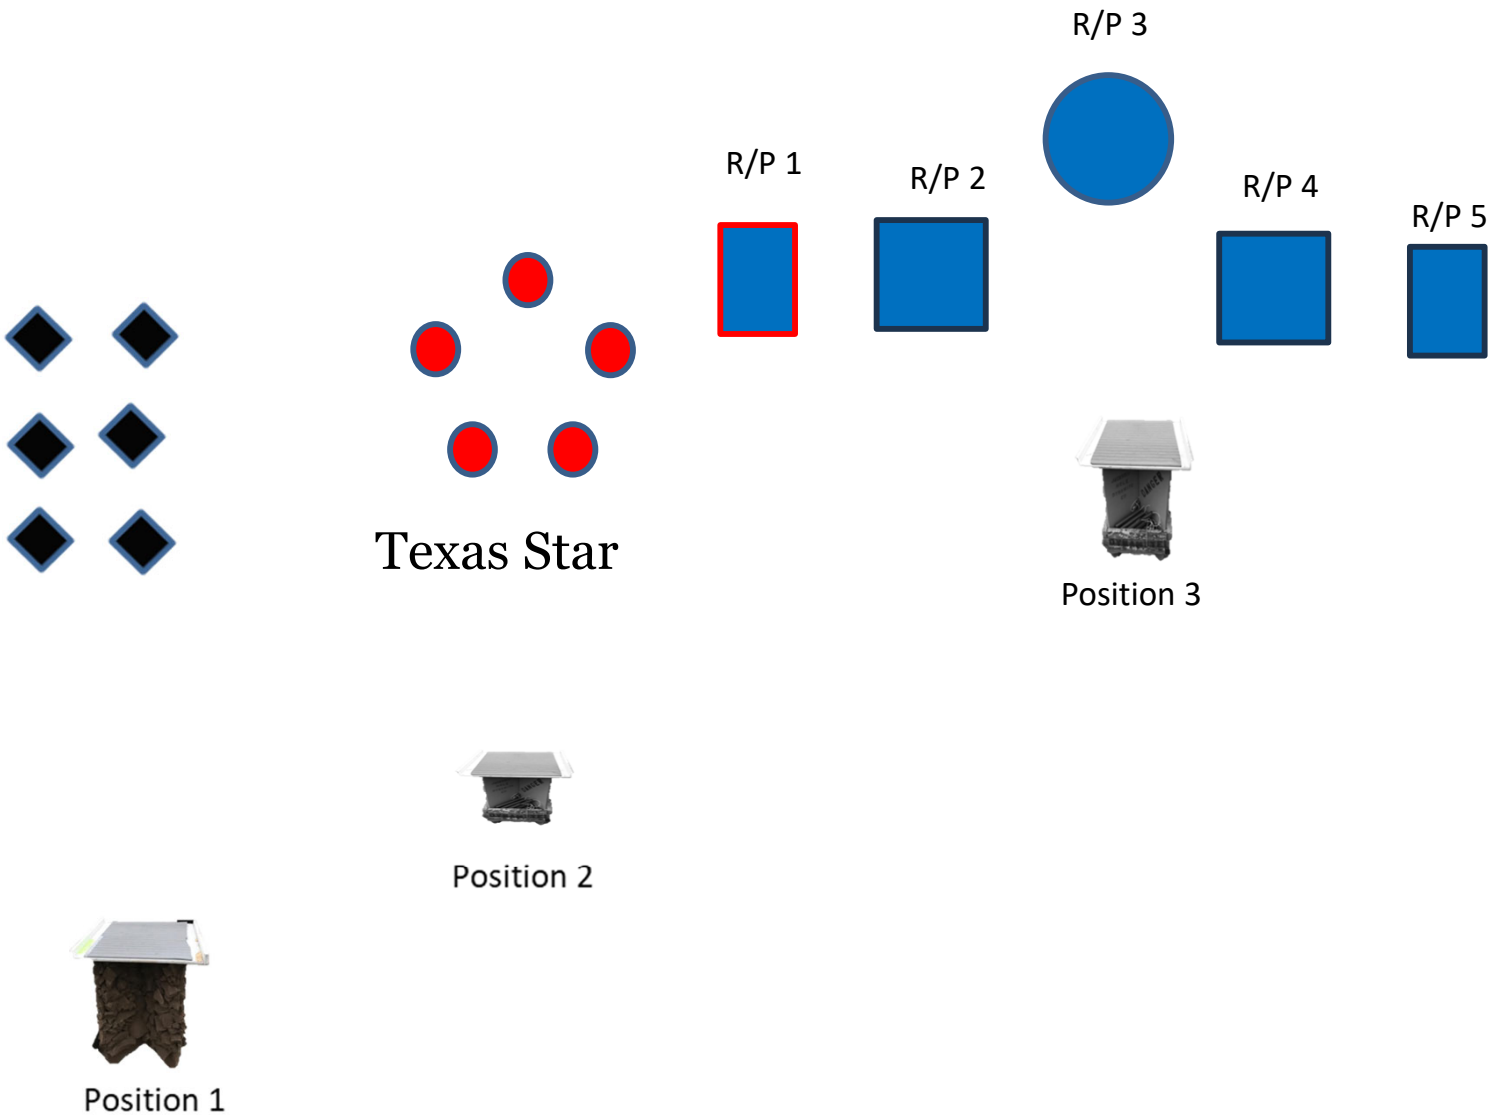 R/P 3
R/P 1
R/P 2
R/P 4
R/P 5
Texas Star
Position 3
Position 2
Position 1